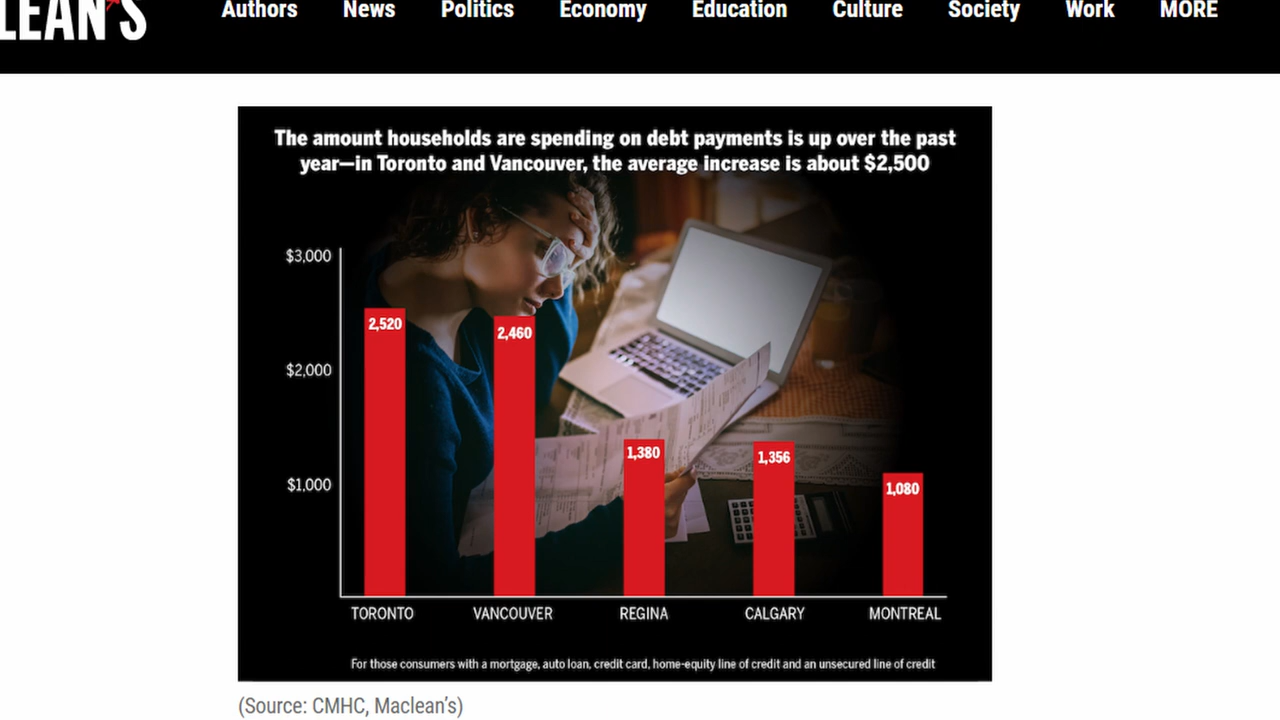 LEAN'S
Authors News Politics Economy Education Culture Society Work MORE
The amount households are spending on debt payments is up over the past
year—in Toronto and Vancouver, the average increase is about $2,500
$3,000
$2,000
$1,000
2,520
2,460
1,380
1,356
1,080
TORONTO VANCOUVER REGINA CALGARY MONTREAL
For those consumers with a mortgage, auto loan, credit card, home-equity line of credit and an unsecured line of credit
(Source: CMHC, Maclean's)